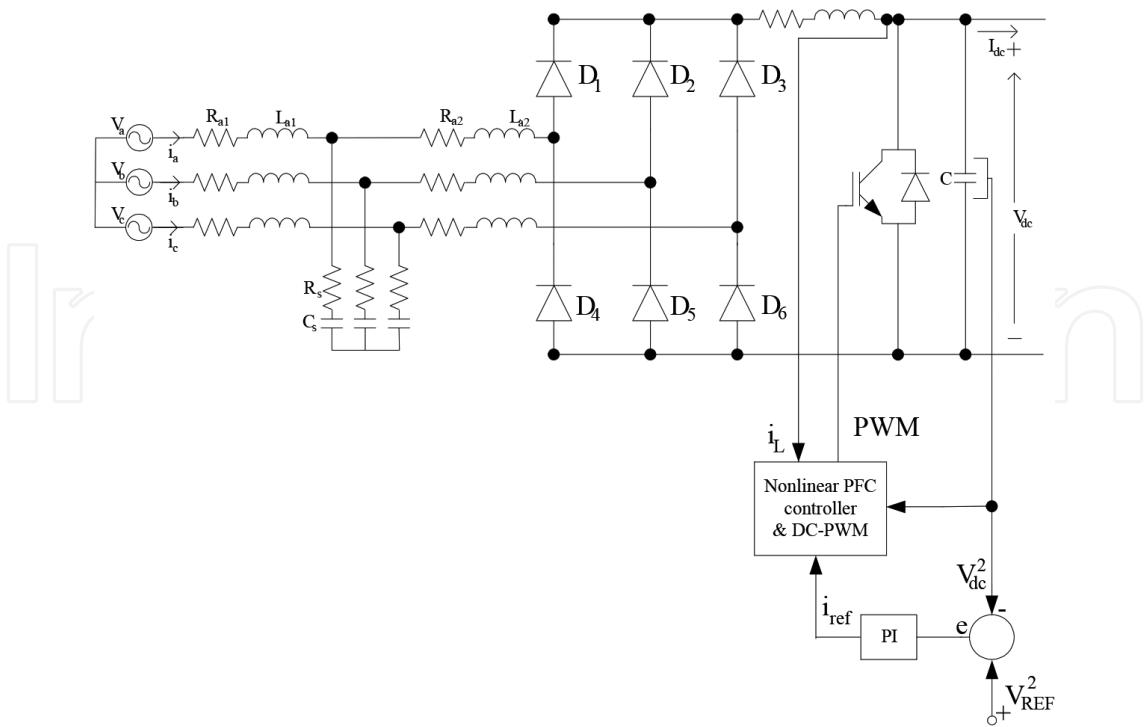 I_dc +
D_1
D_2
D_3
V_a
R_a1
L_a1
R_a2
L_a2
i_a
V_b
i_b
V_c
i_c
C
V_dc
R_s
C_s
D_4
D_5
D_6
−
i_L
PWM
Nonlinear PFC
controller
& DC-PWM
V_dc^2
-
i_ref
PI
e
+
V_REF^2